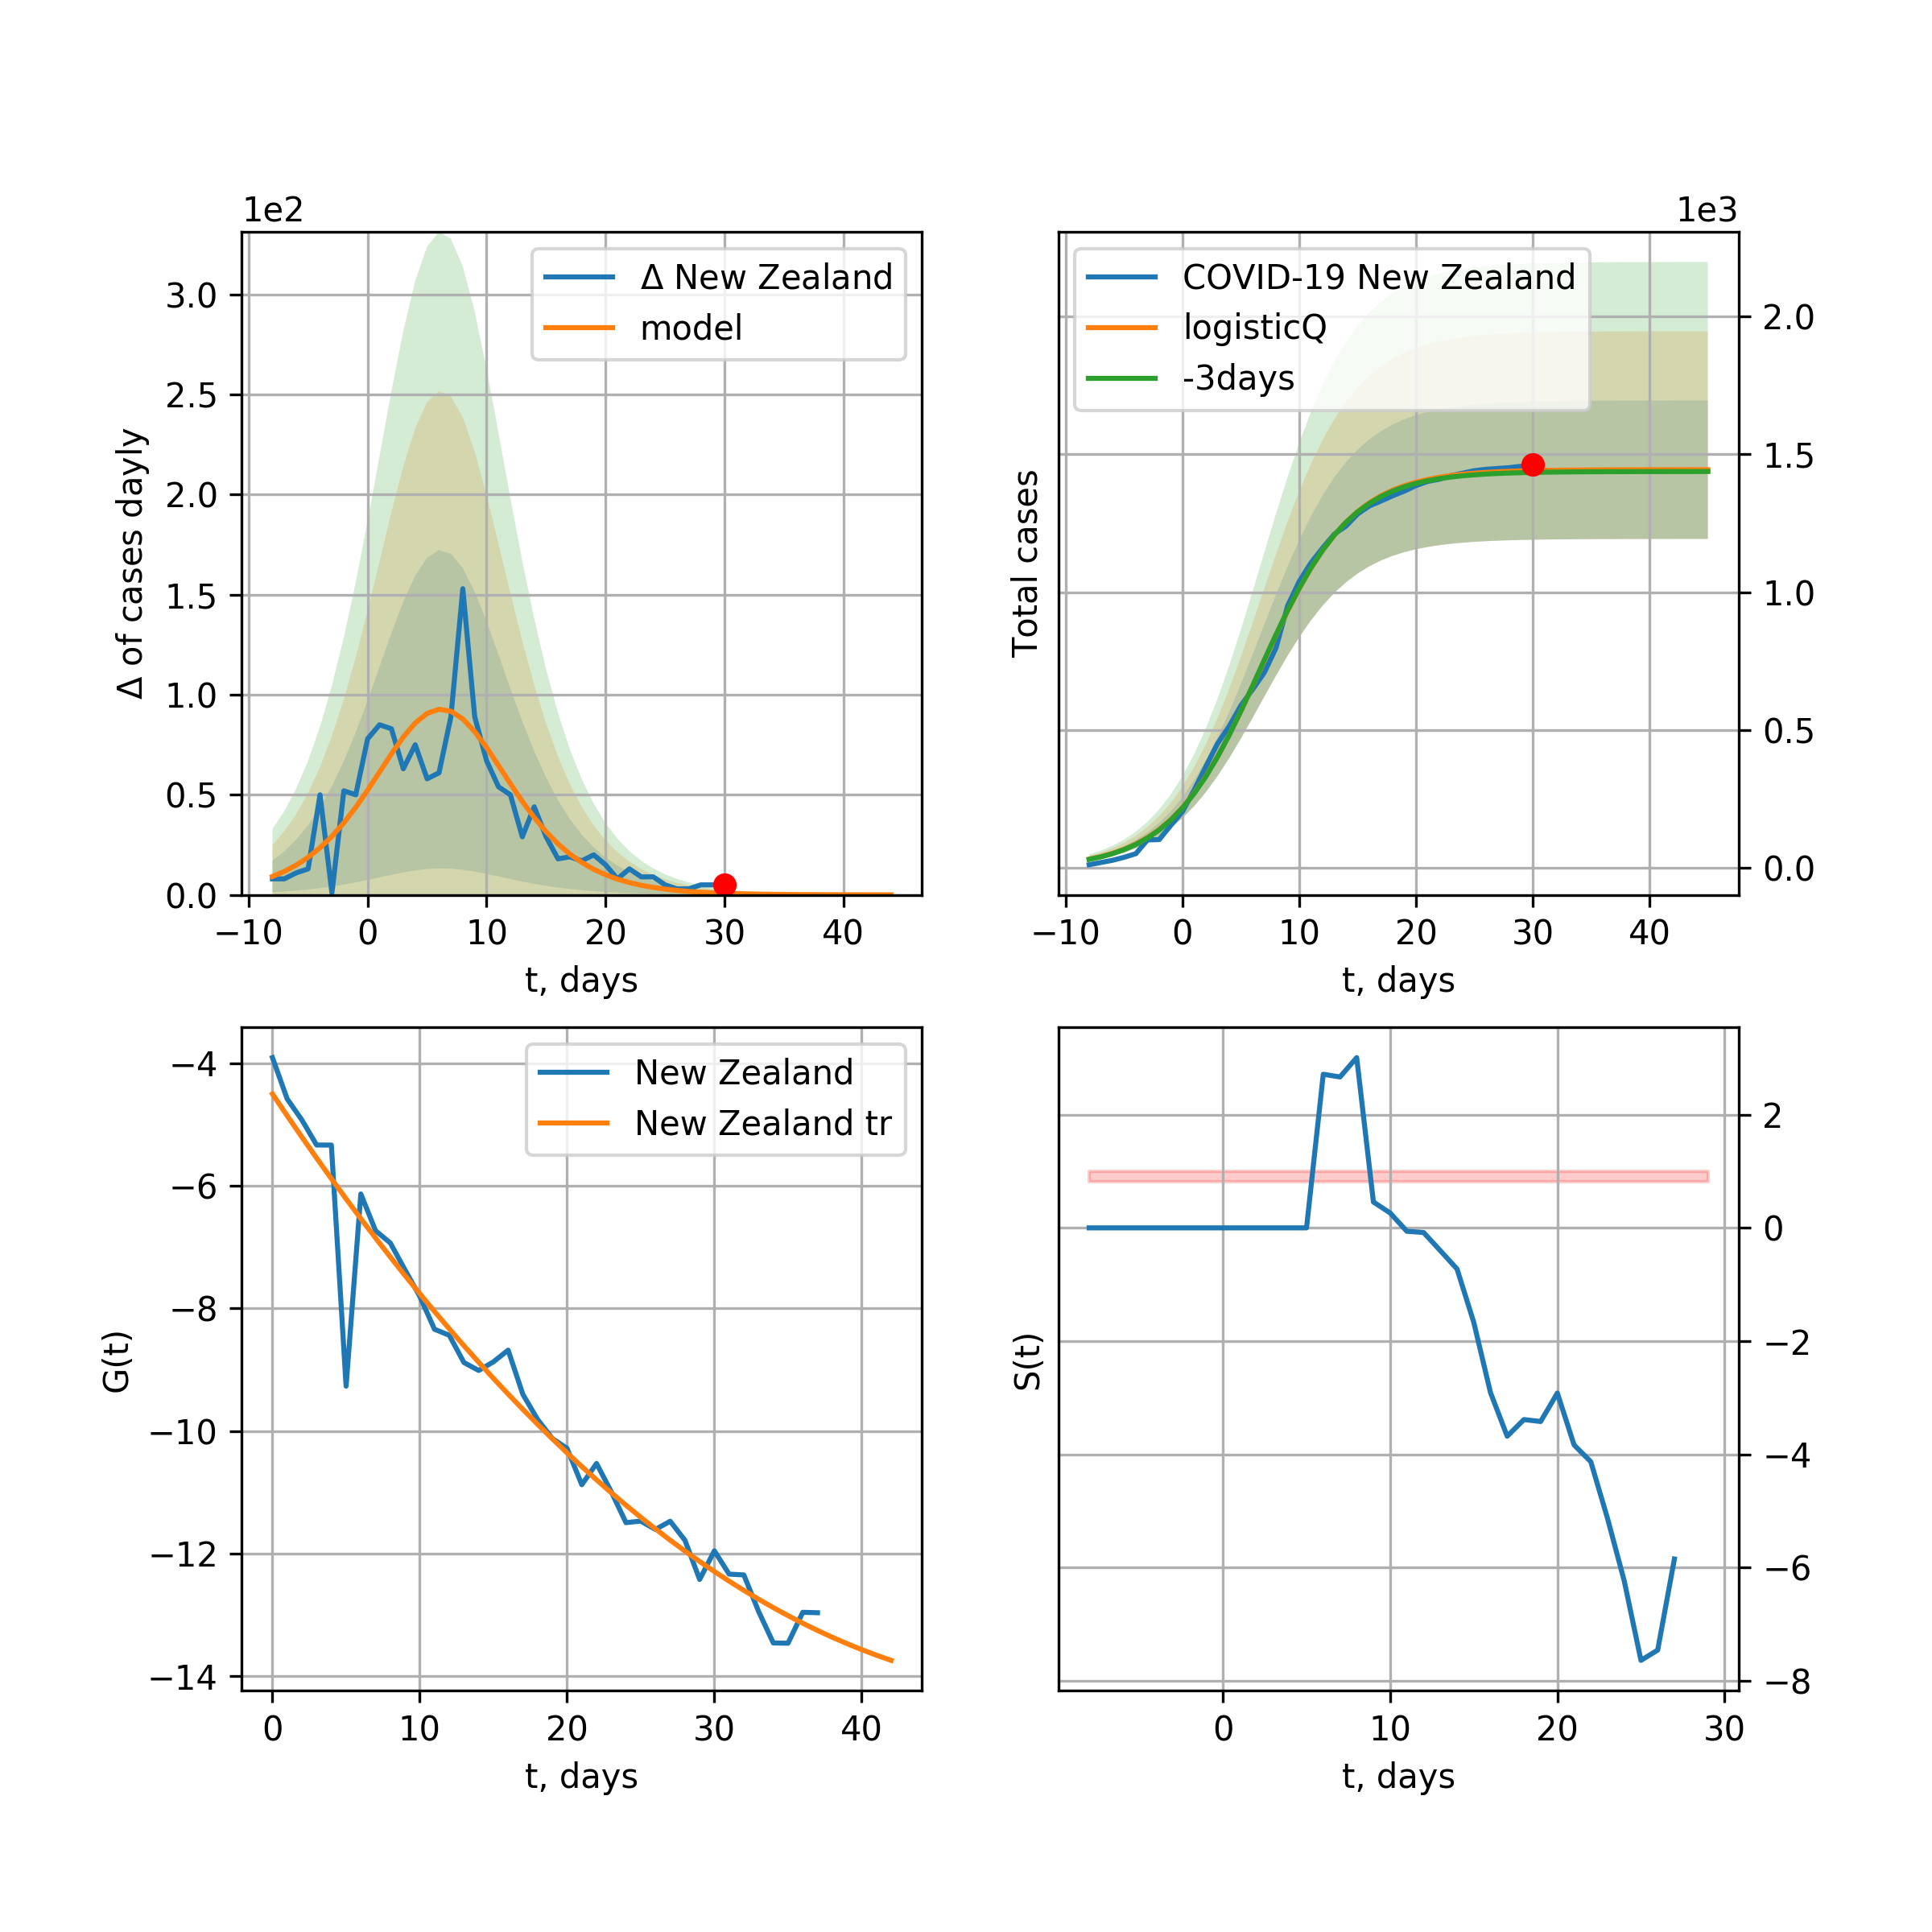 1e2
Δ of cases dayly
3.0
2.5
2.0
1.5
1.0
0.5
0.0
−10 0 10 20 30 40
t, days
Δ New Zealand
model
1e3
Total cases
2.0
1.5
1.0
0.5
0.0
−10 0 10 20 30 40
t, days
COVID-19 New Zealand
logisticQ
-3days
G(t)
−4
−6
−8
−10
−12
−14
0 10 20 30 40
t, days
New Zealand
New Zealand tr
S(t)
2
0
−2
−4
−6
−8
0 10 20 30
t, days